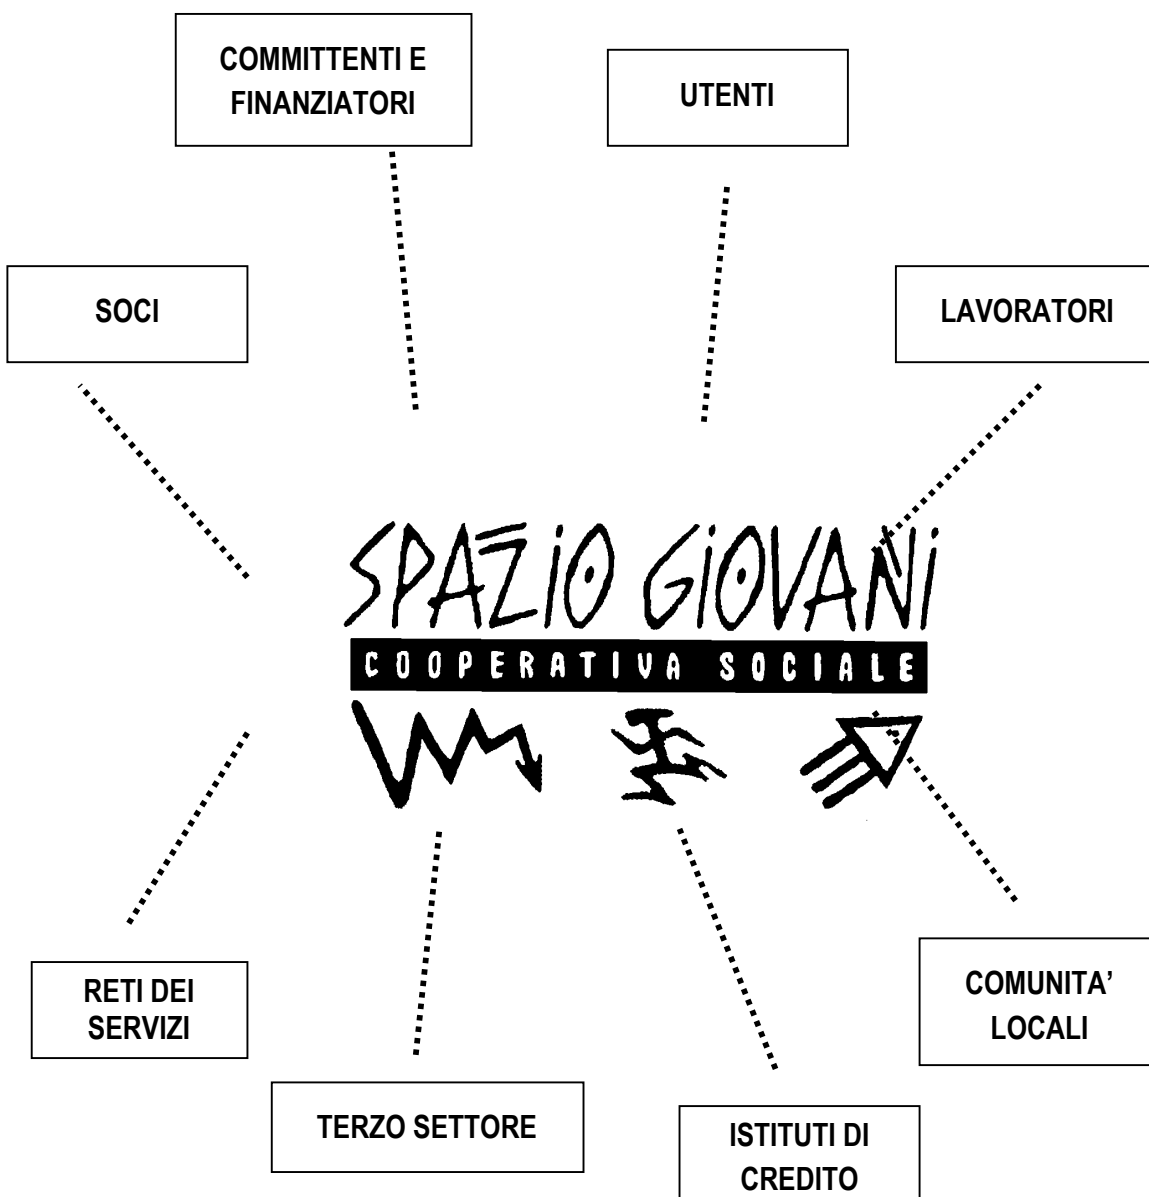 COMMITTENTI E
FINANZIATORI
UTENTI
SOCI
LAVORATORI
SPAZIO GIOVANI
COOPERATIVA SOCIALE
RETI DEI
SERVIZI
COMUNITA’
LOCALI
TERZO SETTORE
ISTITUTI DI
CREDITO